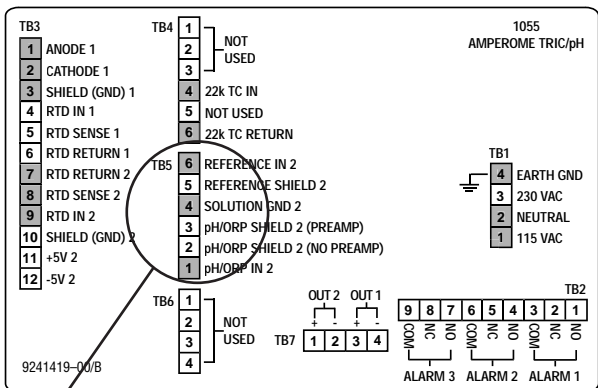 1055
AMPEROME TRIC/pH
TB3
1 ANODE 1
2 CATHODE 1
3 SHIELD (GND) 1
4 RTD IN 1
5 RTD SENSE 1
6 RTD RETURN 1
7 RTD RETURN 2
8 RTD SENSE 2
9 RTD IN 2
10 SHIELD (GND) 2
11 +5V 2
12 -5V 2
TB4
1
2
3
NOT
USED
4 22k TC IN
5 NOT USED
6 22k TC RETURN
TB5
6 REFERENCE IN 2
5 REFERENCE SHIELD 2
4 SOLUTION GND 2
3 pH/ORP SHIELD 2 (PREAMP)
2 pH/ORP SHIELD 2 (NO PREAMP)
1 pH/ORP IN 2
TB6
1
2
3
4
NOT
USED
TB1
4 EARTH GND
3 230 VAC
2 NEUTRAL
1 115 VAC
OUT 2 OUT 1
+ - + -
TB7 1 2 3 4
TB2
9 8 7 6 5 4 3 2 1
COM NC NO COM NC NO COM NC NO
ALARM 3 ALARM 2 ALARM 1
9241419-00/B